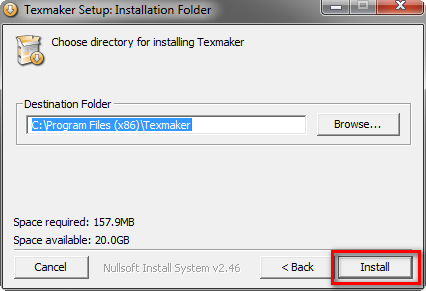 Texmaker Setup: Installation Folder
Choose directory for installing Texmaker
Destination Folder
C:\Program Files (x86)\Texmaker
Browse...
Space required: 157.9MB
Space available: 20.0GB
Cancel
Nullsoft Install System v2.46
< Back
Install